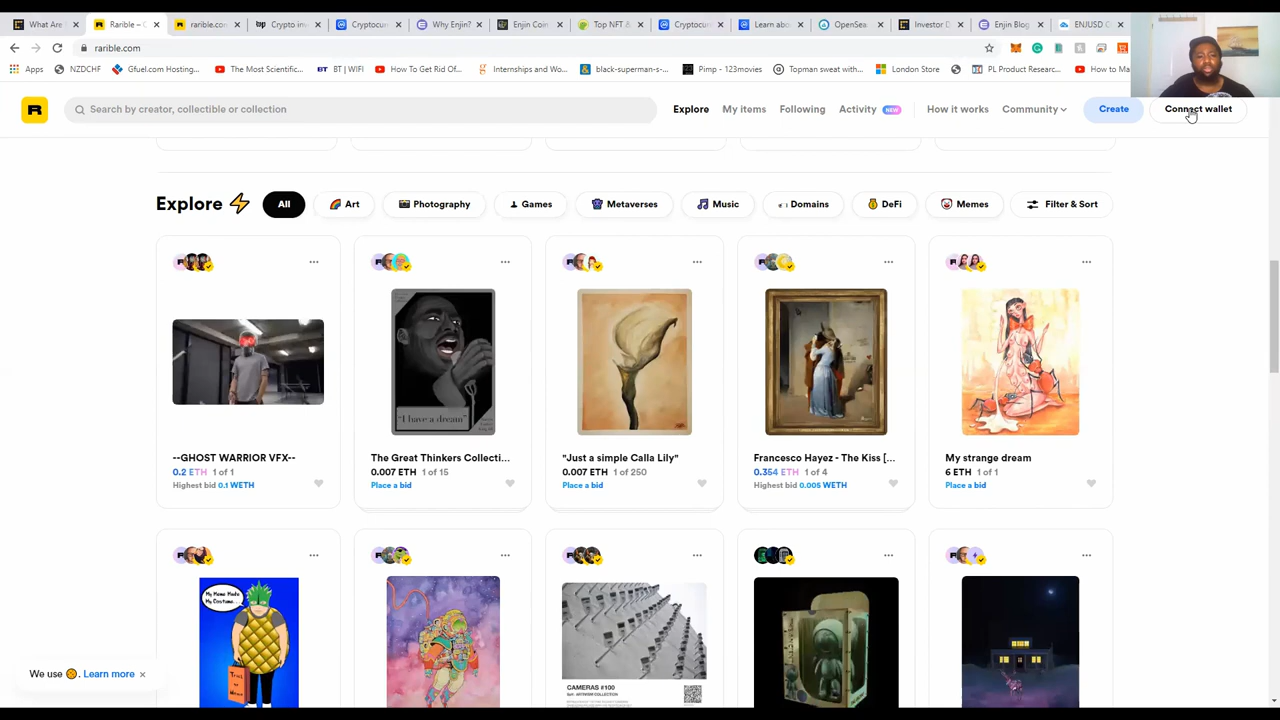 What Are
Rarible –
rarible.com
Crypto inv
Cryptocur
Why Enjin?
Enjin Coin
Top NFT &
Cryptocur
Learn abo
OpenSea
Investor D
Enjin Blog
ENJUSD
rarible.com
Apps
NZDCHF
Gfuel.com Hosting...
The Most Scientific...
BT | WIFI
How To Get Rid Of...
Internships and Wo...
black-superman-s-...
Pimp - 123movies
Topman sweat with...
London Store
PL Product Researc...
How to Ma
R
Search by creator, collectible or collection
Explore
My items
Following
Activity NEW
How it works
Community
Create
Connect wallet
Explore
All
Art
Photography
Games
Metaverses
Music
Domains
DeFi
Memes
Filter & Sort
"I have a dream"
--GHOST WARRIOR VFX--
0.2 ETH 1 of 1
Highest bid 0.1 WETH
The Great Thinkers Collecti...
0.007 ETH 1 of 15
Place a bid
"Just a simple Calla Lily"
0.007 ETH 1 of 250
Place a bid
Francesco Hayez - The Kiss [...
0.354 ETH 1 of 4
Highest bid 0.005 WETH
My strange dream
6 ETH 1 of 1
Place a bid
My Mama Made
My Costume...
Trick
or
CAMERAS #100
We use 🍪. Learn more ×